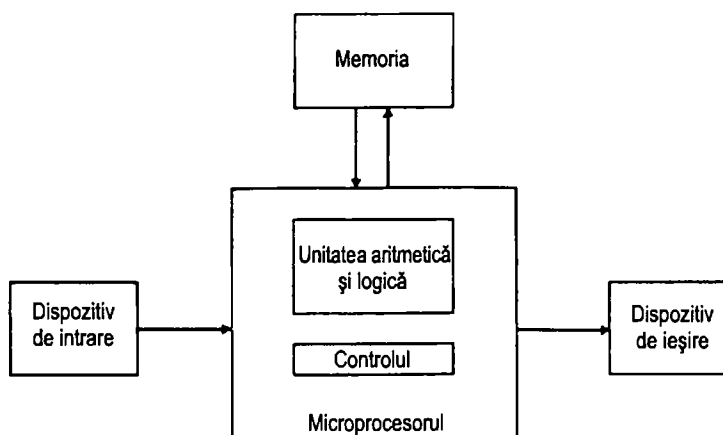 Memoria
Unitatea aritmetică
şi logică
Dispozitiv
de intrare
Dispozitiv
de ieşire
Controlul
Microprocesorul